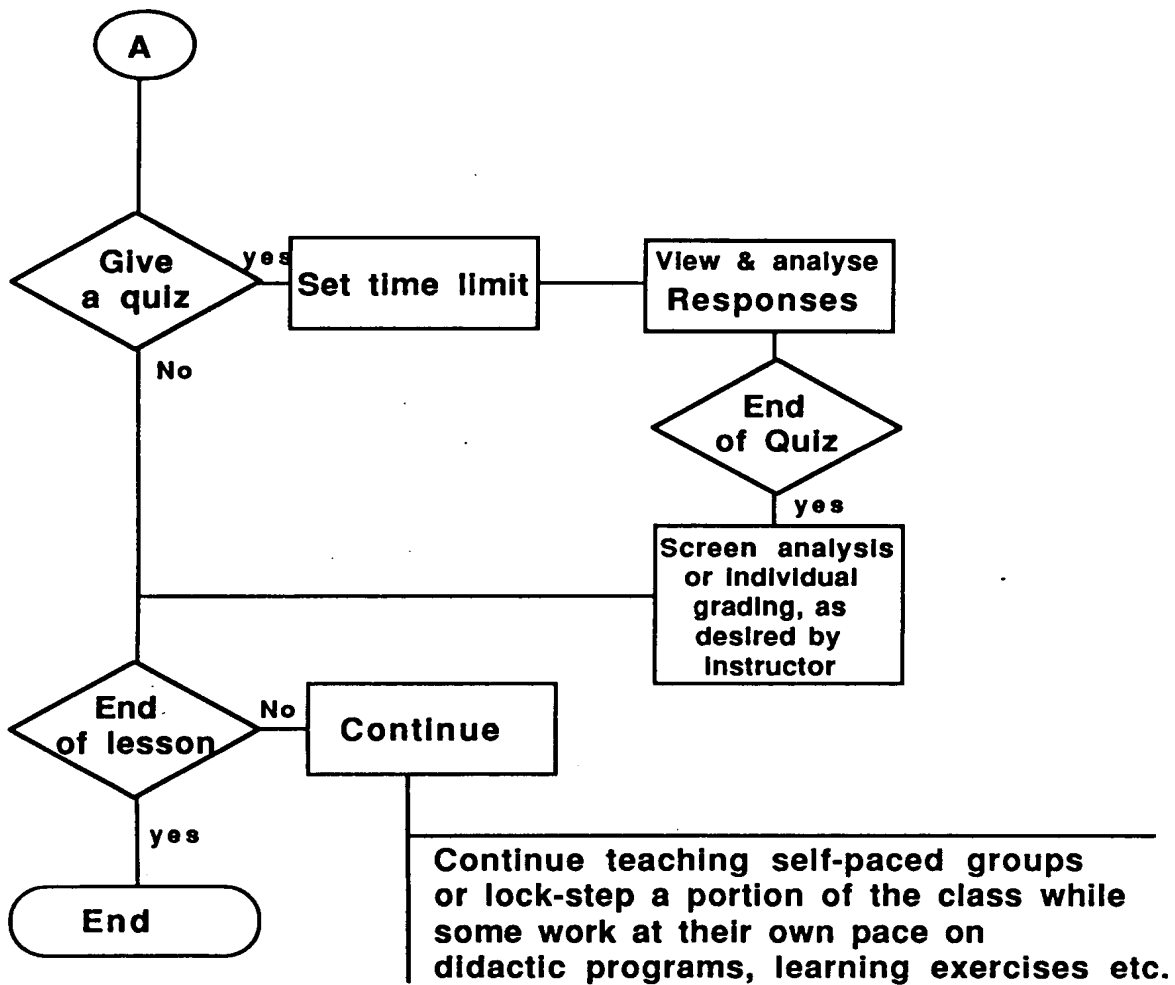 A
Give
a quiz
yes
Set time limit
View & analyse
Responses
No
End
of Quiz
yes
Screen analysis
or individual
grading, as
desired by
instructor
End
of lesson
No
Continue
yes
End
Continue teaching self-paced groups
or lock-step a portion of the class while
some work at their own pace on
didactic programs, learning exercises etc.